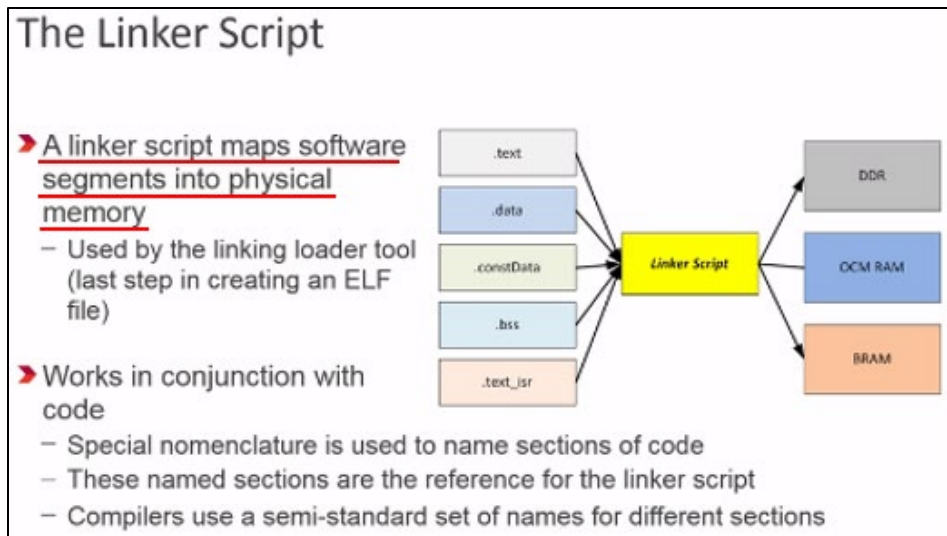 The Linker Script
A linker script maps software
segments into physical
memory
– Used by the linking loader tool
(last step in creating an ELF
file)
Works in conjunction with
code
– Special nomenclature is used to name sections of code
– These named sections are the reference for the linker script
– Compilers use a semi-standard set of names for different sections
.text
.data
.constData
.bss
.text_isr
Linker Script
DDR
OCM RAM
BRAM